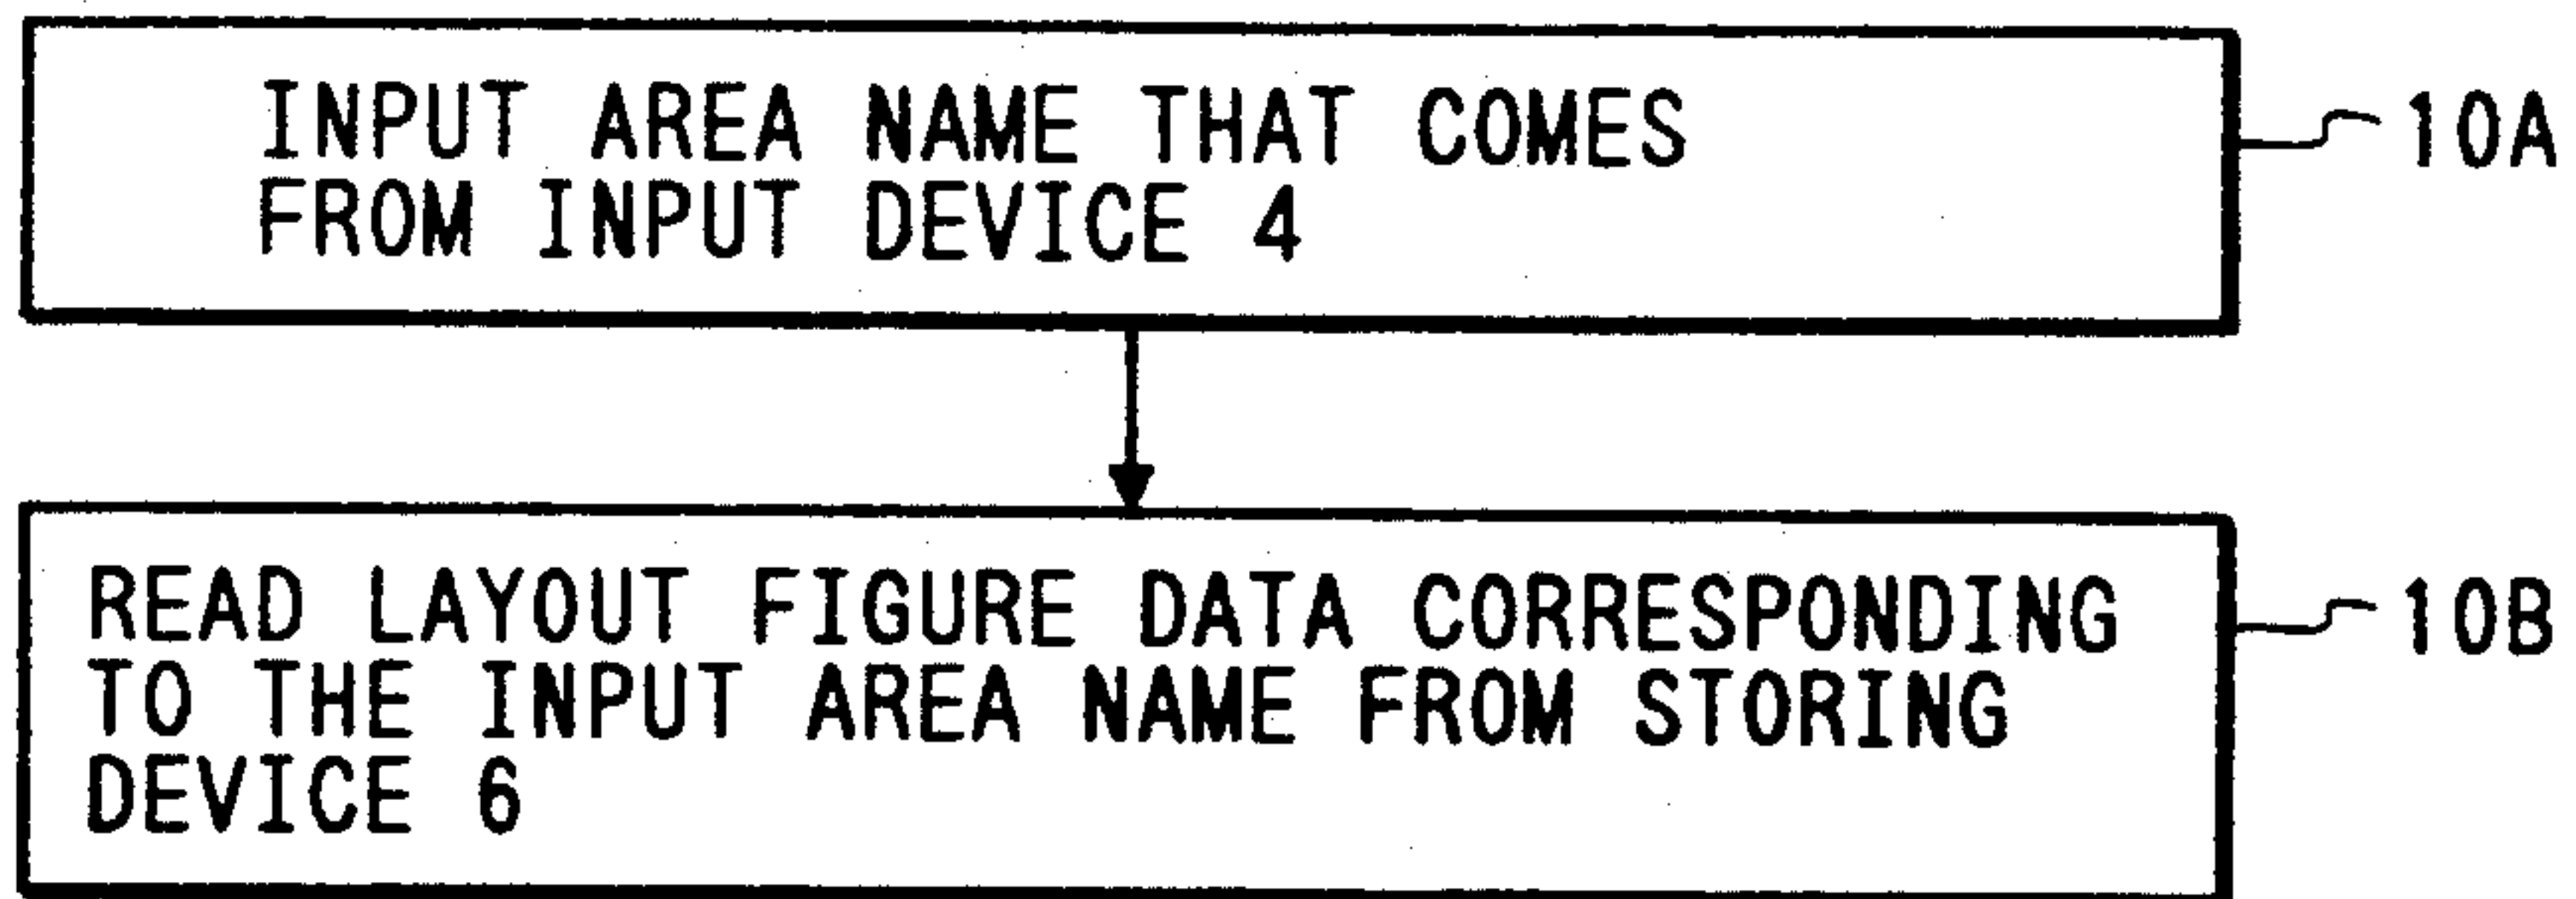 INPUT AREA NAME THAT COMES
FROM INPUT DEVICE 4
10A
READ LAYOUT FIGURE DATA CORRESPONDING
TO THE INPUT AREA NAME FROM STORING
DEVICE 6
10B